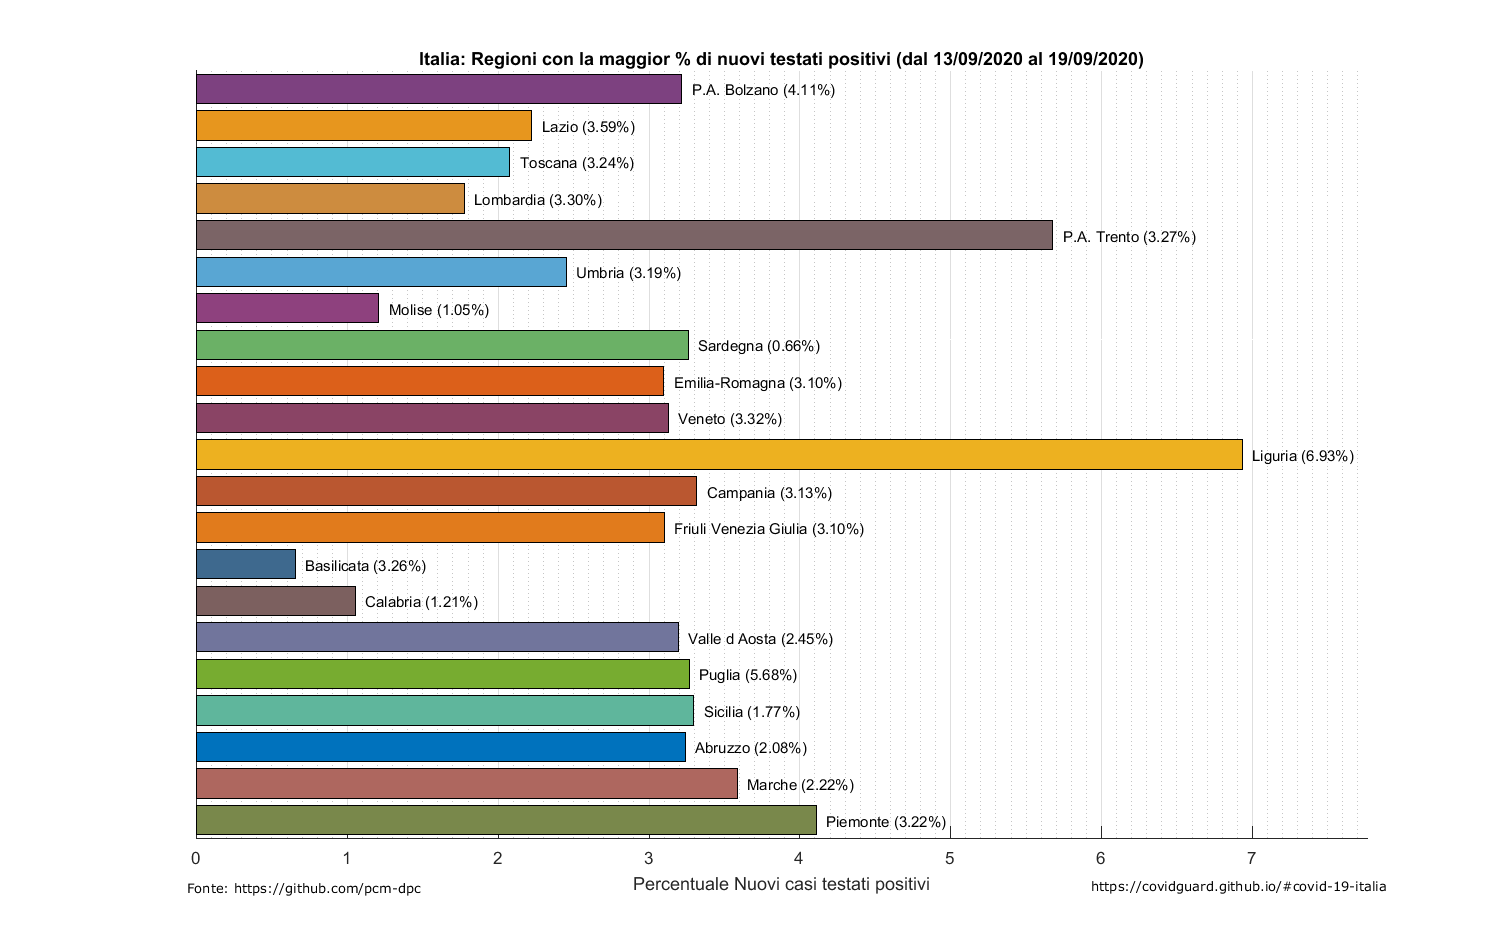 Italia: Regioni con la maggior % di nuovi testati positivi (dal 13/09/2020 al 19/09/2020)
P.A. Bolzano (4.11%)
Lazio (3.59%)
Toscana (3.24%)
Lombardia (3.30%)
P.A. Trento (3.27%)
Umbria (3.19%)
Molise (1.05%)
Sardegna (0.66%)
Emilia-Romagna (3.10%)
Veneto (3.32%)
Liguria (6.93%)
Campania (3.13%)
Friuli Venezia Giulia (3.10%)
Basilicata (3.26%)
Calabria (1.21%)
Valle d Aosta (2.45%)
Puglia (5.68%)
Sicilia (1.77%)
Abruzzo (2.08%)
Marche (2.22%)
Piemonte (3.22%)
0 1 2 3 4 5 6 7
Percentuale Nuovi casi testati positivi
Fonte: https://github.com/pcm-dpc
https://covidguard.github.io/#covid-19-italia